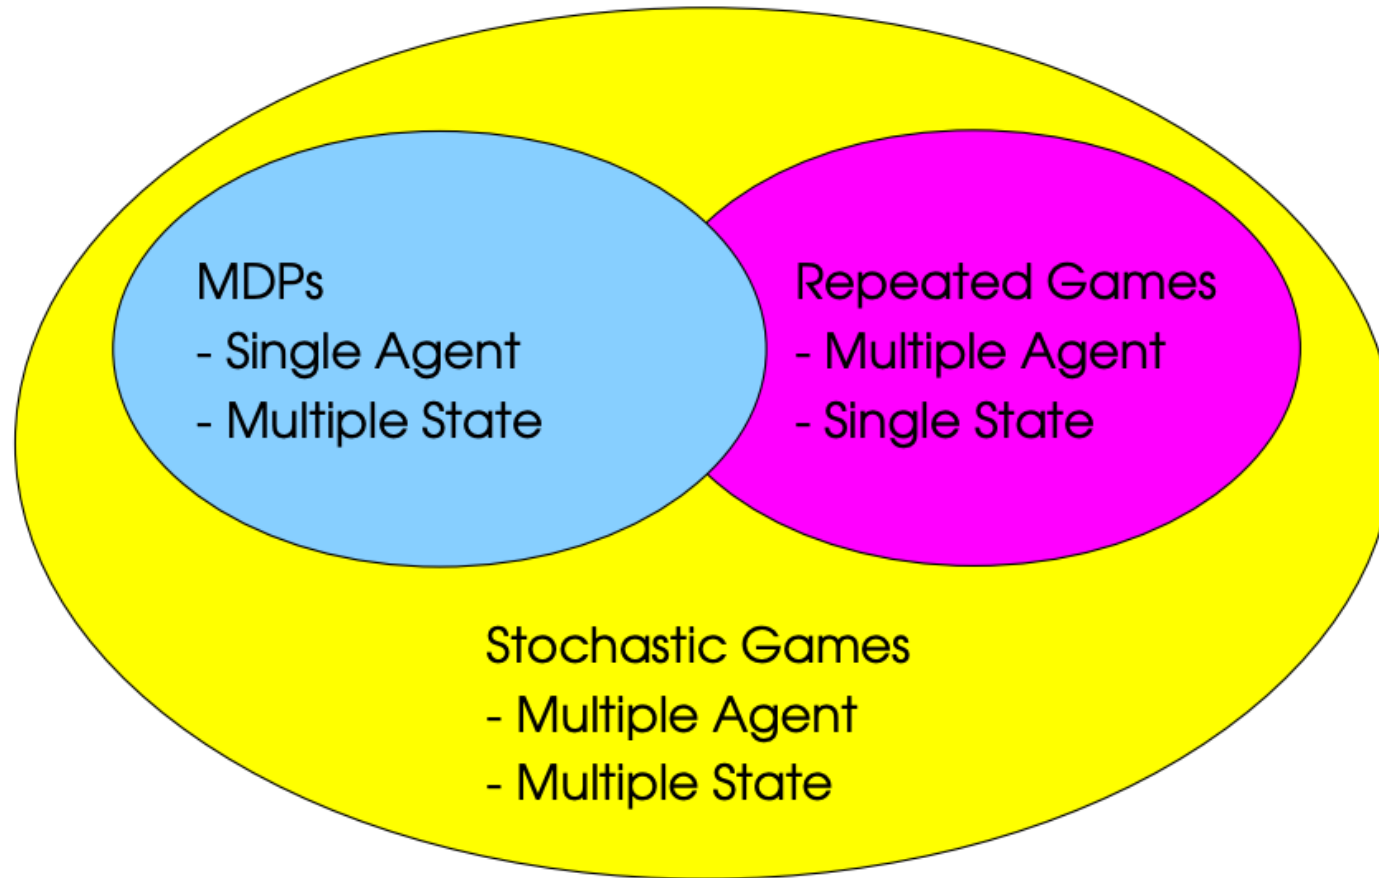 MDPs
- Single Agent
- Multiple State
Repeated Games
- Multiple Agent
- Single State
Stochastic Games
- Multiple Agent
- Multiple State